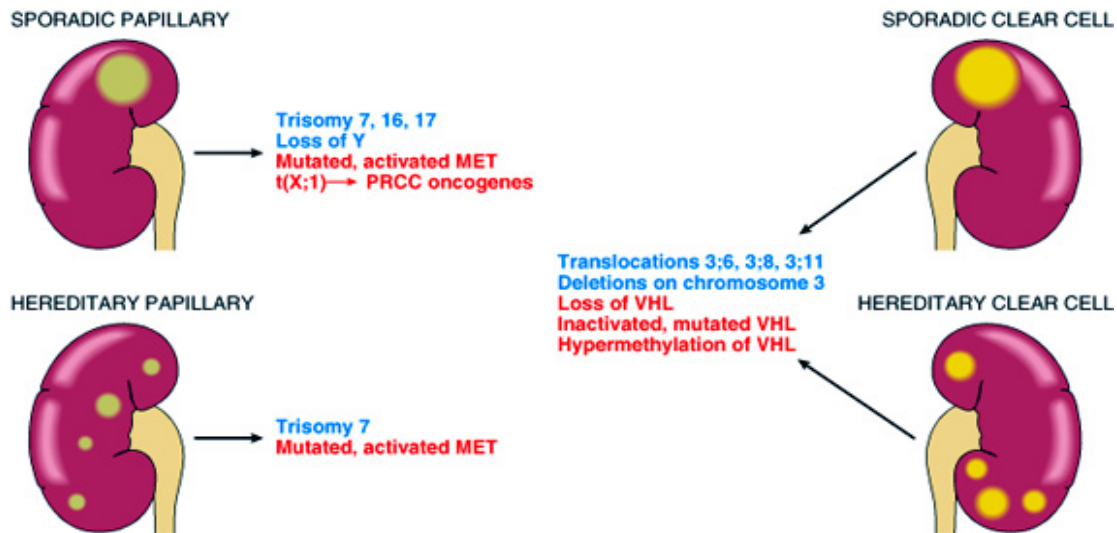 SPORADIC PAPILLARY
Trisomy 7, 16, 17
Loss of Y
Mutated, activated MET
t(X;1)→ PRCC oncogenes
SPORADIC CLEAR CELL
HEREDITARY PAPILLARY
Trisomy 7
Mutated, activated MET
Translocations 3;6, 3;8, 3;11
Deletions on chromosome 3
Loss of VHL
Inactivated, mutated VHL
Hypermethylation of VHL
HEREDITARY CLEAR CELL